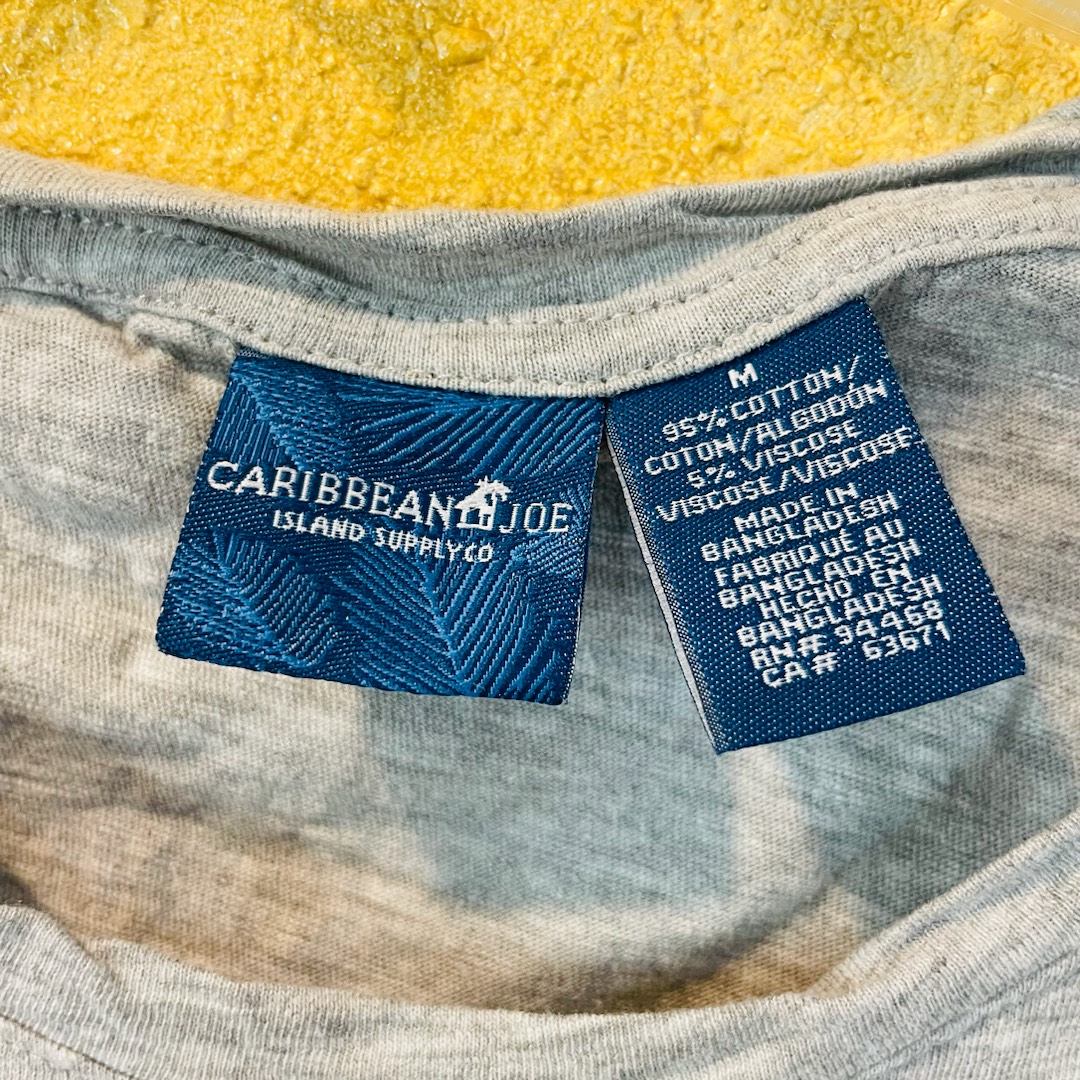 CARIBBEAN JOE
ISLAND SUPPLY CO
M
95% COTTON/
COTON/ALGODÓN
5% VISCOSE
VISCOSE/VISCOSE
MADE IN
BANGLADESH
FABRIQUÉ AU
BANGLADESH
HECHO EN
BANGLADESH
RN# 94468
CA# 63671